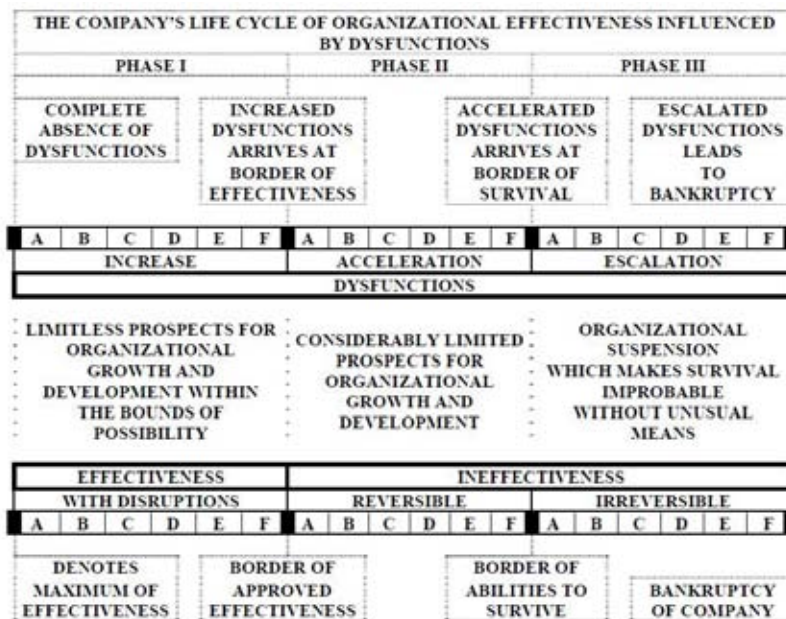 THE COMPANY'S LIFE CYCLE OF ORGANIZATIONAL EFFECTIVENESS INFLUENCED
BY DYSFUNCTIONS
PHASE I PHASE II PHASE III
COMPLETE
ABSENCE OF
DYSFUNCTIONS
INCREASED
DYSFUNCTIONS
ARRIVES AT
BORDER OF
EFFECTIVENESS
ACCELERATED
DYSFUNCTIONS
ARRIVES AT
BORDER OF
SURVIVAL
ESCALATED
DYSFUNCTIONS
LEADS
TO
BANKRUPTCY
A B C D E F A B C D E F A B C D E F
INCREASE ACCELERATION ESCALATION
DYSFUNCTIONS
LIMITLESS PROSPECTS FOR
ORGANIZATIONAL
GROWTH AND
DEVELOPMENT WITHIN
THE BOUNDS OF
POSSIBILITY
CONSIDERABLY LIMITED
PROSPECTS FOR
ORGANIZATIONAL
GROWTH AND
DEVELOPMENT
ORGANIZATIONAL
SUSPENSION
WHICH MAKES SURVIVAL
IMPROBABLE
WITHOUT UNUSUAL
MEANS
EFFECTIVENESS INEFFECTIVENESS
WITH DISRUPTIONS REVERSIBLE IRREVERSIBLE
A B C D E F A B C D E F A B C D E F
DENOTES
MAXIMUM OF
EFFECTIVENESS
BORDER OF
APPROVED
EFFECTIVENESS
BORDER OF
ABILITIES TO
SURVIVE
BANKRUPTCY
OF COMPANY